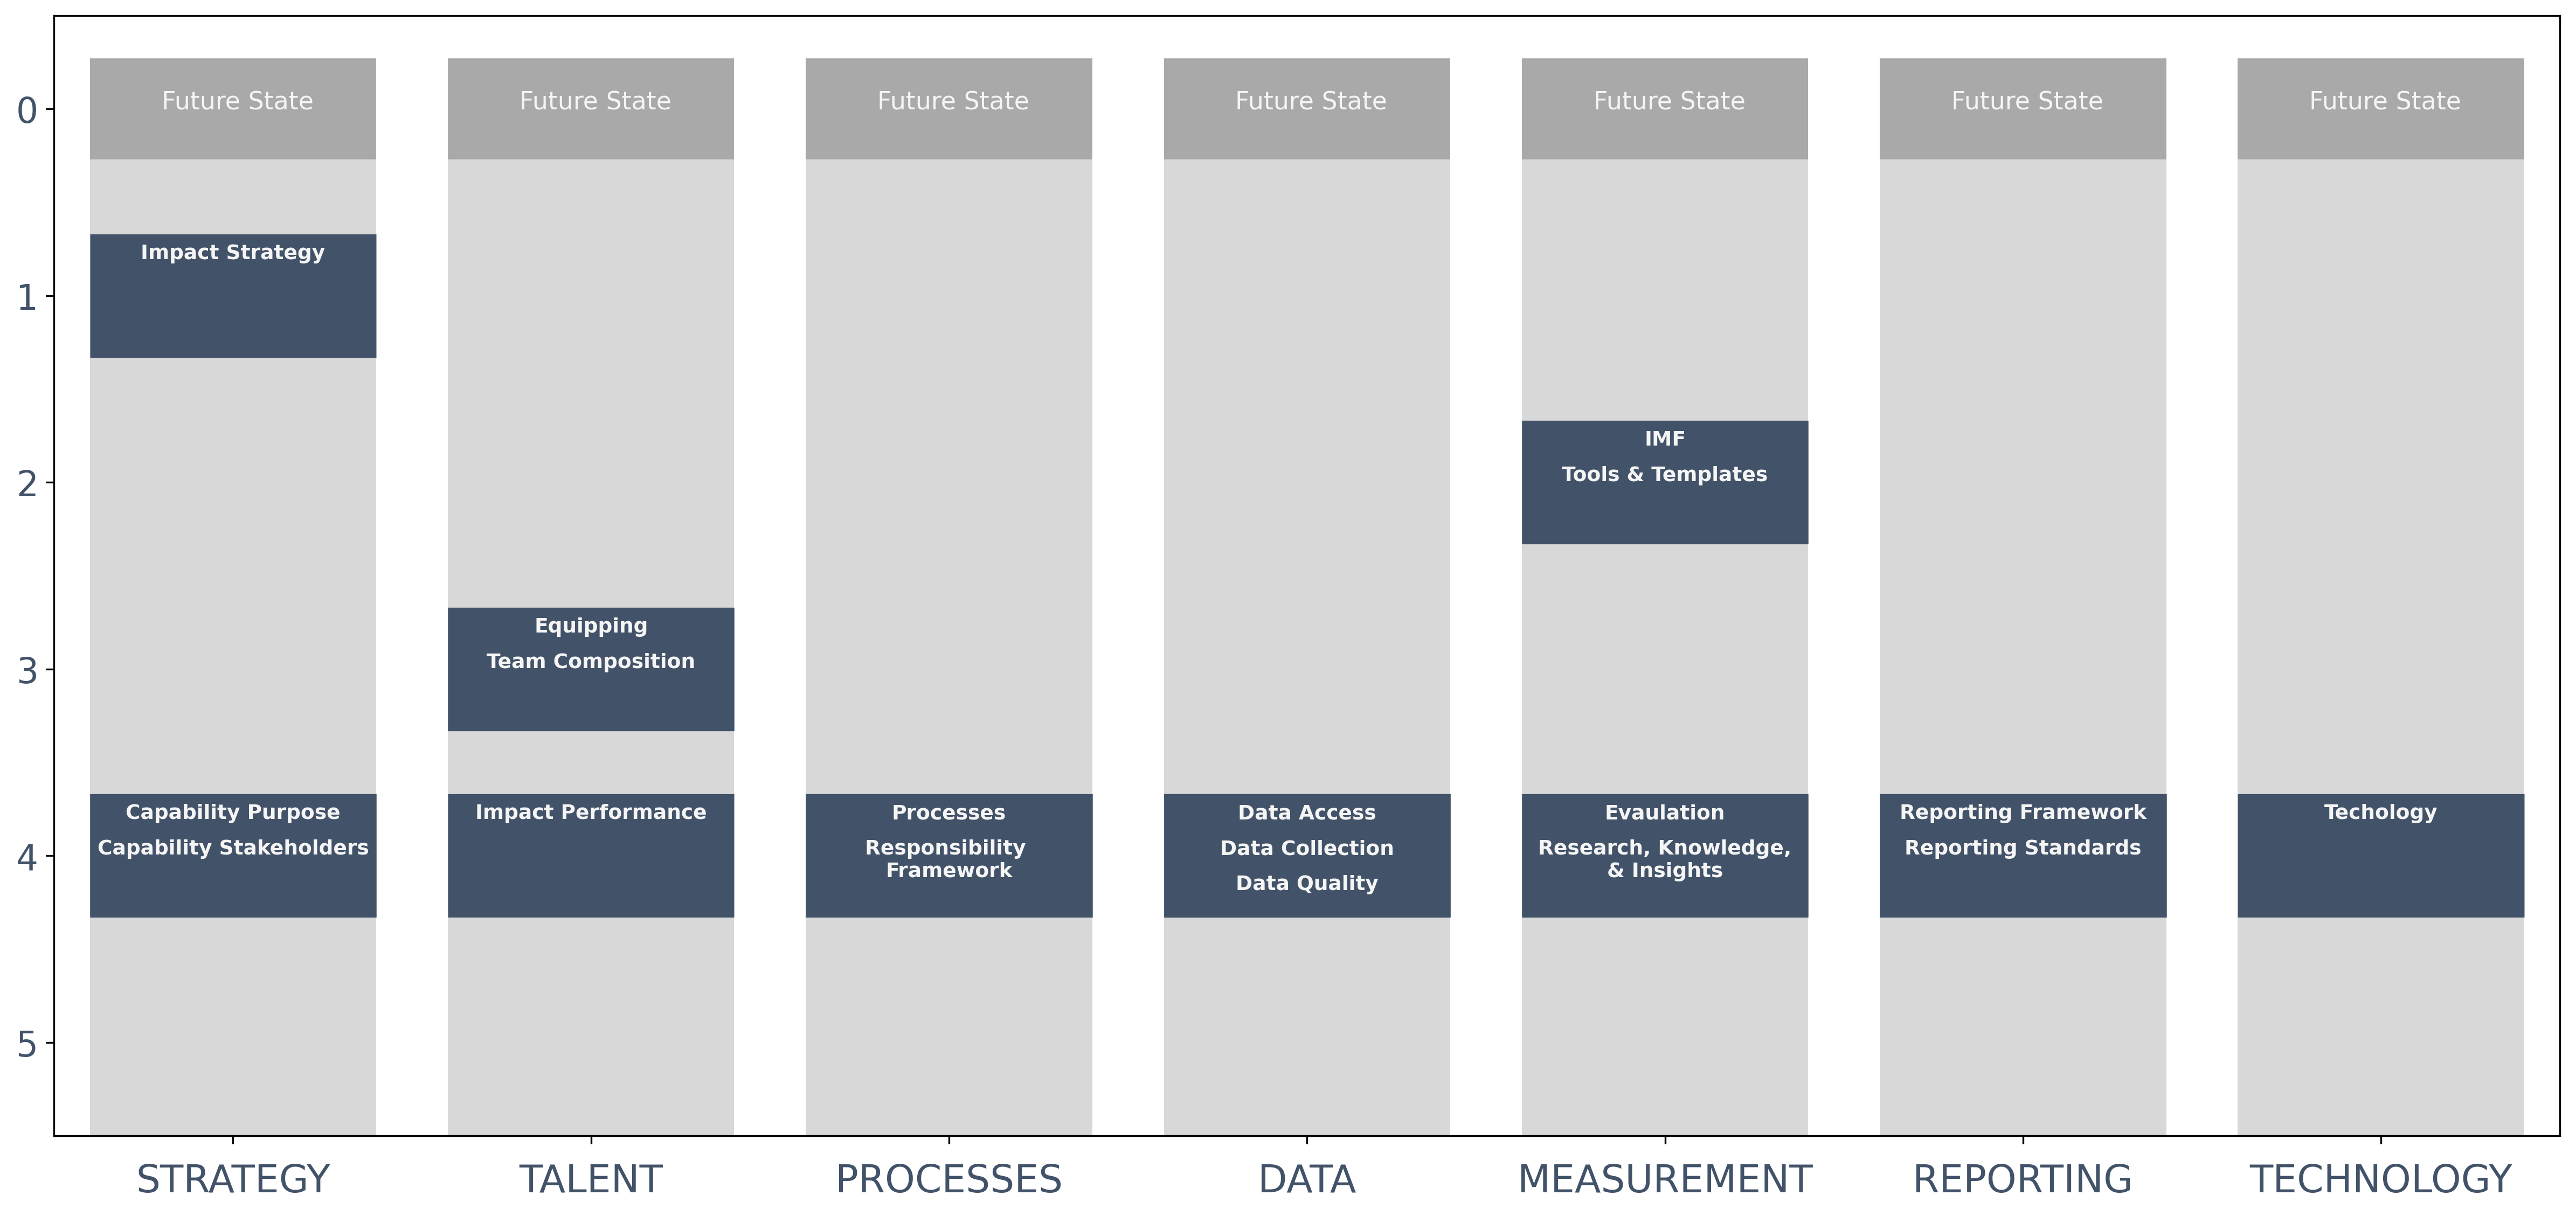 Future State
Future State
Future State
Future State
Future State
Future State
Future State
0
Impact Strategy
1
IMF
Tools & Templates
2
Equipping
Team Composition
3
Capability Purpose
Capability Stakeholders
Impact Performance
Processes
Responsibility
Framework
Data Access
Data Collection
Data Quality
Evaulation
Research, Knowledge,
& Insights
Reporting Framework
Reporting Standards
Techology
4
5
STRATEGY
TALENT
PROCESSES
DATA
MEASUREMENT
REPORTING
TECHNOLOGY